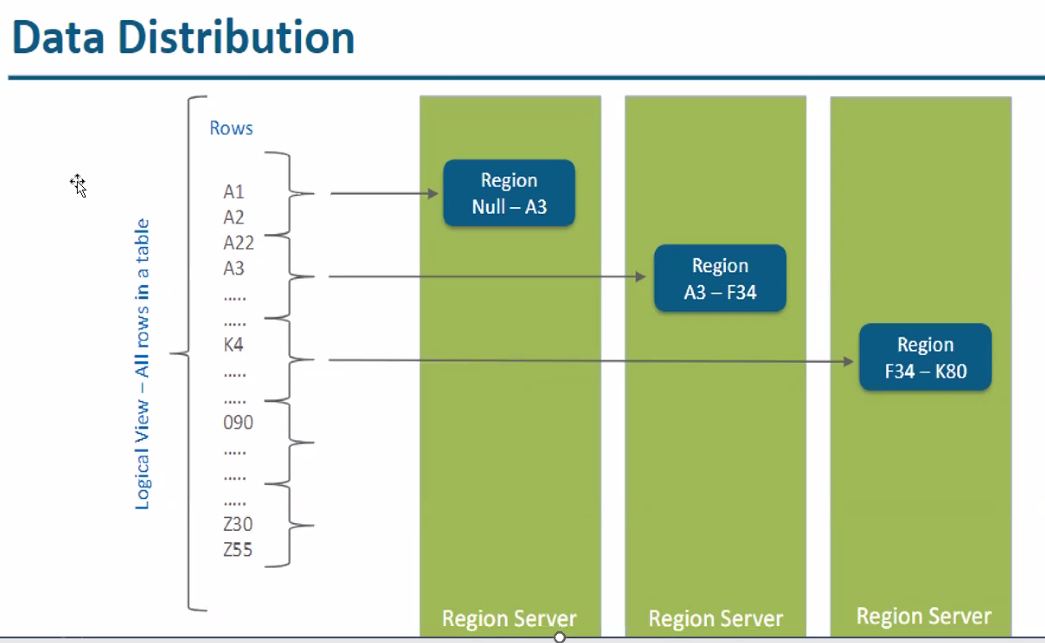 Data Distribution
Rows
A1
A2
A22
A3
.....
.....
K4
.....
.....
090
.....
.....
.....
Z30
Z55
Logical View – All rows in a table
Region
Null – A3
Region
A3 – F34
Region
F34 – K80
Region Server
Region Server
Region Server